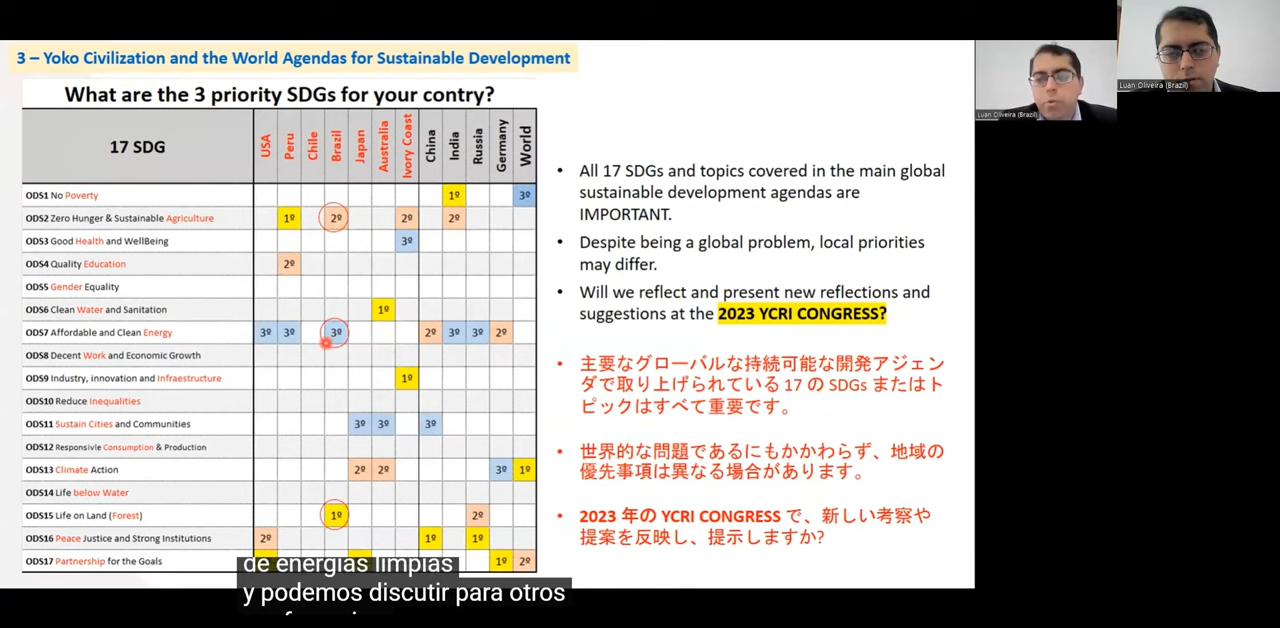 3 – Yoko Civilization and the World Agendas for Sustainable Development
What are the 3 priority SDGs for your contry?
17 SDG USA Peru Chile Brazil Japan Australia Ivory Coast China India Russia Germany World
ODS1 No Poverty 1º 3º
ODS2 Zero Hunger & Sustainable Agriculture 1º 2º 2º 2º
ODS3 Good Health and WellBeing 3º
ODS4 Quality Education 2º
ODS5 Gender Equality
ODS6 Clean Water and Sanitation 1º
ODS7 Affordable and Clean Energy 3º 3º 3º 2º 3º 3º 2º
ODS8 Decent Work and Economic Growth
ODS9 Industry, innovation and Infraestructure 1º
ODS10 Reduce Inequalities
ODS11 Sustain Cities and Communities 3º 3º 3º
ODS12 Responsivle Consumption & Production
ODS13 Climate Action 2º 2º 3º 1º
ODS14 Life below Water
ODS15 Life on Land (Forest) 1º 2º
ODS16 Peace Justice and Strong Institutions 2º 1º 1º
ODS17 Partnership for the Goals 1º 2º
• All 17 SDGs and topics covered in the main global
sustainable development agendas are
IMPORTANT.
• Despite being a global problem, local priorities
may differ.
• Will we reflect and present new reflections and
suggestions at the 2023 YCRI CONGRESS?
• 主要なグローバルな持続可能な開発アジェン
ダで取り上げられている 17 の SDGs またはト
ピックはすべて重要です。
• 世界的な問題であるにもかかわらず、地域の
優先事項は異なる場合があります。
• 2023 年の YCRI CONGRESS で、新しい考察や
提案を反映し、提示しますか?
Luan Oliveira (Brazil)
Luan Oliveira (Brazil)
de energías limpias
y podemos discutir para otros